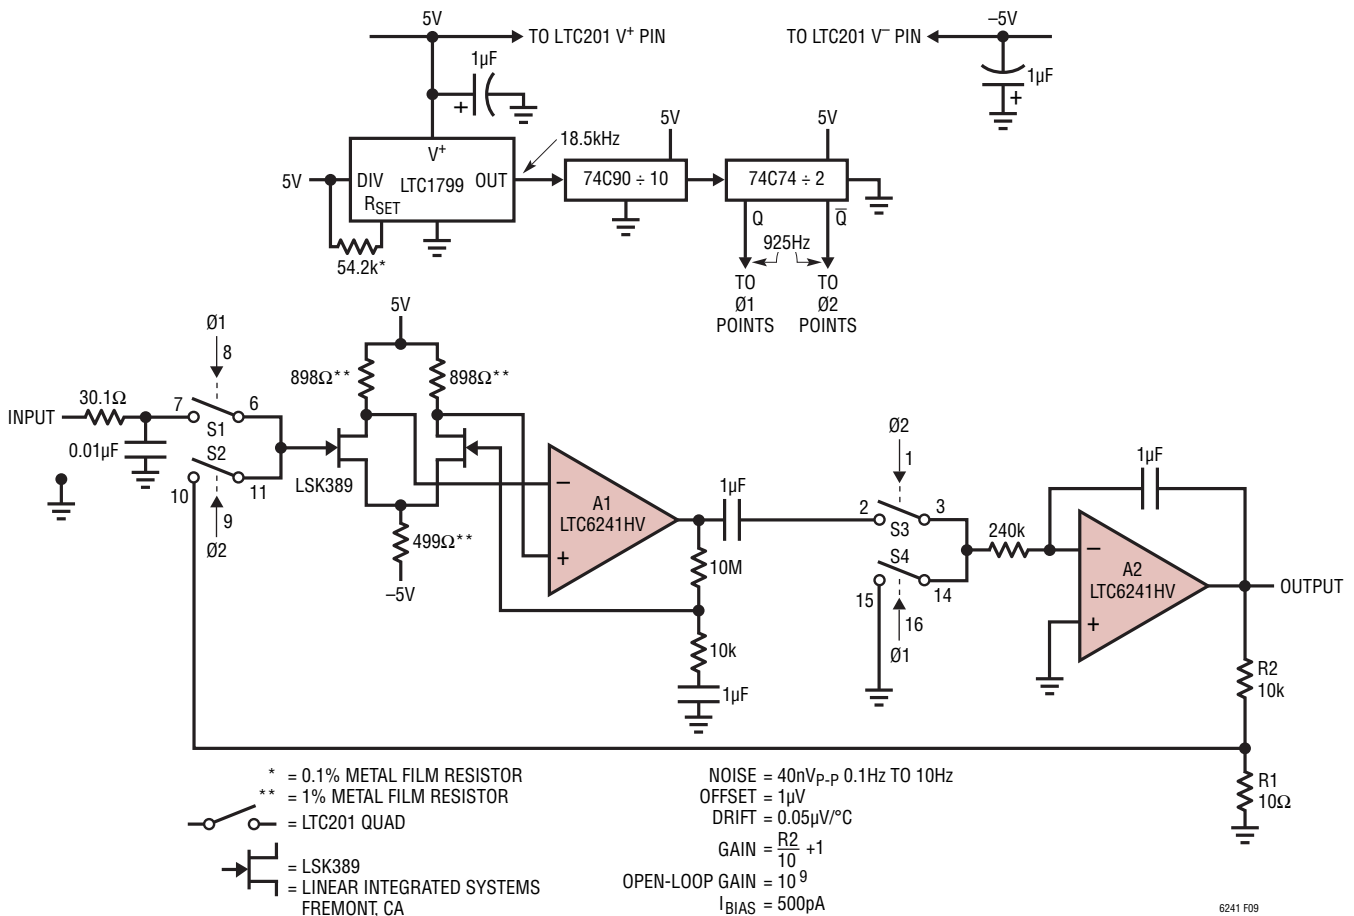 5V
TO LTC201 V+ PIN
1µF
+
–5V
TO LTC201 V– PIN
1µF
+
V+
5V
DIV
LTC1799
OUT
RSET
54.2k*
18.5kHz
5V
74C90 ÷ 10
5V
74C74 ÷ 2
Q
Q̅
925Hz
TO
Ø1
POINTS
TO
Ø2
POINTS
INPUT
30.1Ω
0.01µF
Ø1
8
7
6
S1
S2
10
11
9
Ø2
5V
898Ω**
898Ω**
LSK389
499Ω**
–5V
–
A1
LTC6241HV
+
1µF
10M
10k
1µF
Ø2
1
2
3
S3
S4
15
14
16
Ø1
240k
1µF
–
A2
LTC6241HV
+
OUTPUT
R2
10k
R1
10Ω
* = 0.1% METAL FILM RESISTOR
** = 1% METAL FILM RESISTOR
= LTC201 QUAD
= LSK389
= LINEAR INTEGRATED SYSTEMS
FREMONT, CA
NOISE = 40nVP-P 0.1Hz TO 10Hz
OFFSET = 1µV
DRIFT = 0.05µV/°C
GAIN = R2/10 +1
OPEN-LOOP GAIN = 10⁹
IBIAS = 500pA
6241 F09